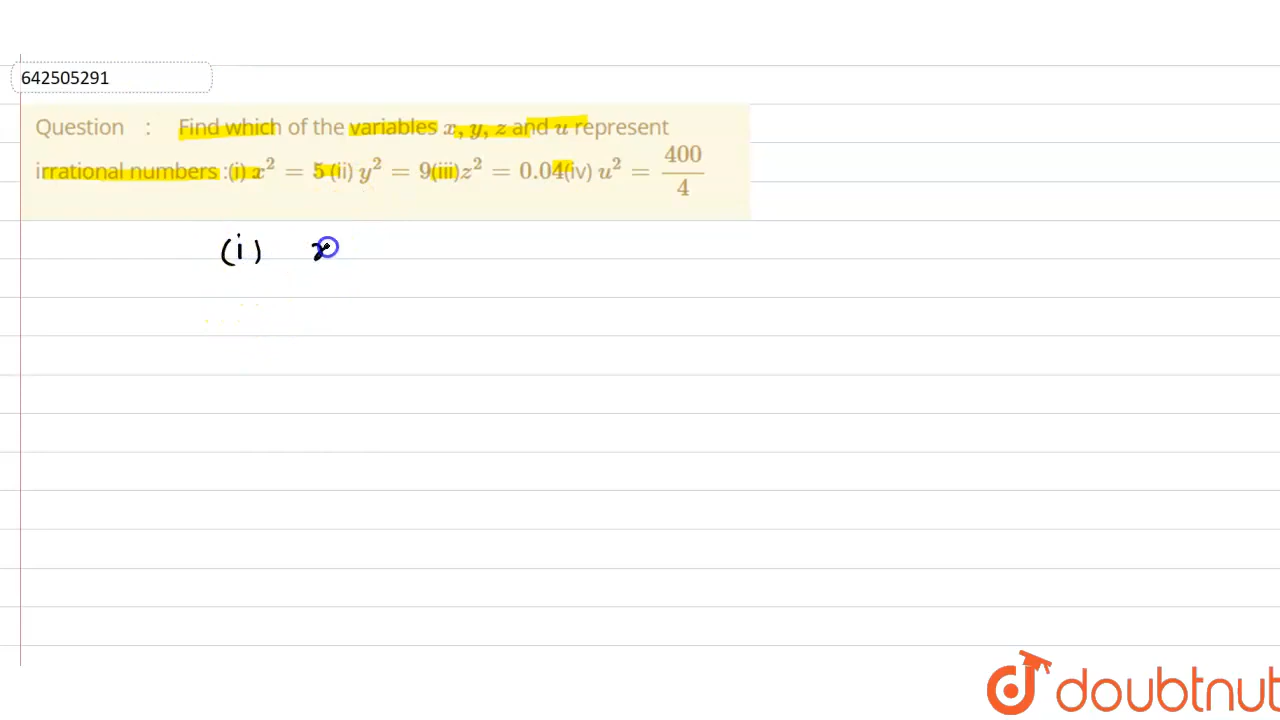 642505291
Question : Find which of the variables x, y, z and u represent
irrational numbers :(i) x² = 5 (ii) y² = 9(iii)z² = 0.04(iv) u² = 400/4
(i) x
doubtnut